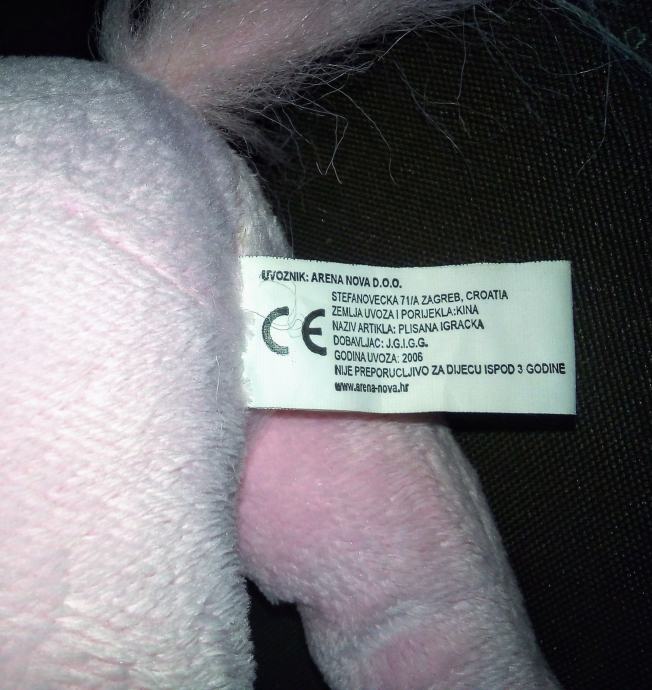 UVOZNIK: ARENA NOVA D.O.O.
STEFANOVECKA 71/A ZAGREB, CROATIA
ZEMLJA UVOZA I PORIJEKLA:KINA
NAZIV ARTIKLA: PLISANA IGRACKA
DOBAVLJAC: J.G.I.G.G.
GODINA UVOZA: 2006
NIJE PREPORUCLJIVO ZA DIJECU ISPOD 3 GODINE
www.arena-nova.hr
CE